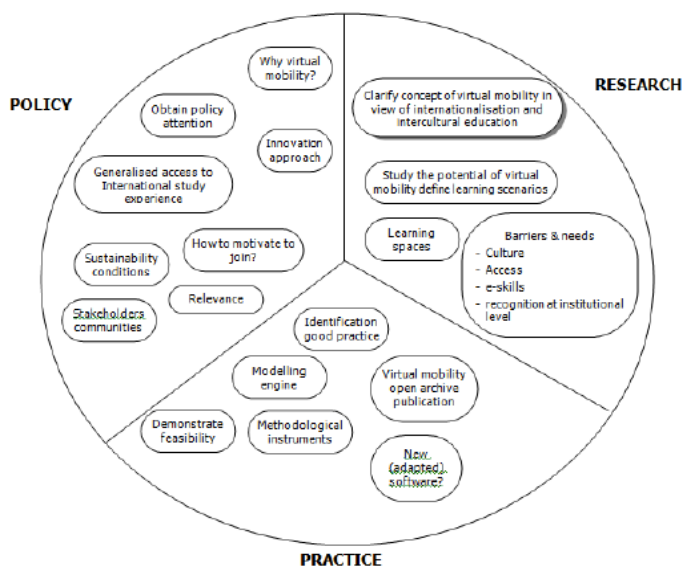 POLICY
Why virtual
mobility?
Obtain policy
attention
Innovation
approach
Generalised access to
International study
experience
How to motivate to
join?
Sustainability
conditions
Relevance
Stakeholders
communities
RESEARCH
Clarify concept of virtual mobility in
view of internationalisation and
intercultural education
Study the potential of virtual
mobility define learning scenarios
Learning
spaces
Barriers & needs
- Culture
- Access
- e-skills
- recognition at institutional
level
Identification
good practice
Modelling
engine
Virtual mobility
open archive
publication
Demonstrate
feasibility
Methodological
instruments
New
(adapted)
software?
PRACTICE